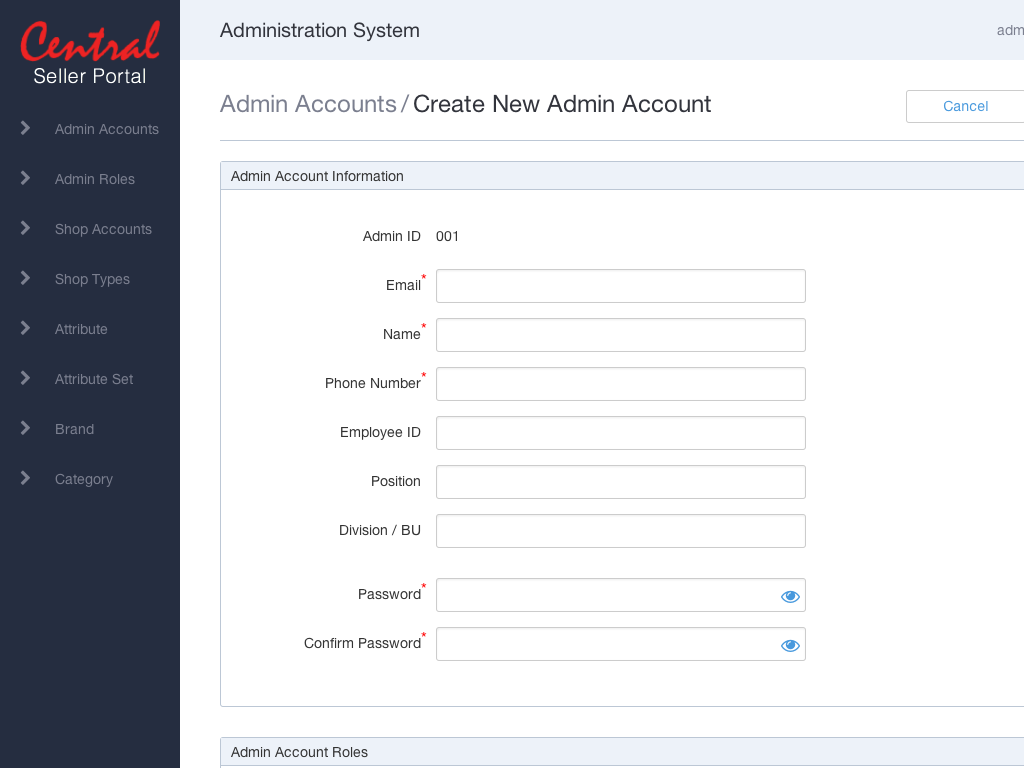 Central
Seller Portal
Admin Accounts
Admin Roles
Shop Accounts
Shop Types
Attribute
Attribute Set
Brand
Category
Administration System
adm
Admin Accounts / Create New Admin Account
Cancel
Admin Account Information
Admin ID 001
Email*
Name*
Phone Number*
Employee ID
Position
Division / BU
Password*
Confirm Password*
Admin Account Roles